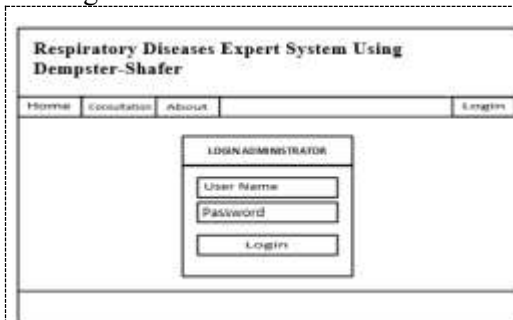 Respiratory Diseases Expert System Using
Dempster-Shafer
Home Consultation About Login
LOGIN ADMINISTRATOR
User Name
Password
Login